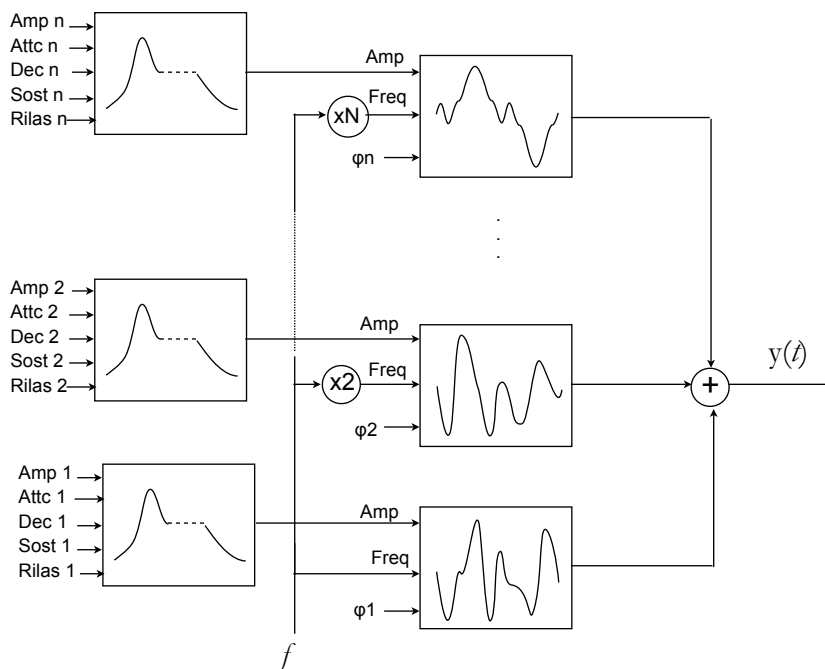 Amp n
Attc n
Dec n
Sost n
Rilas n
Amp
Freq
xN
φn
.
.
.
Amp 2
Attc 2
Dec 2
Sost 2
Rilas 2
Amp
Freq
x2
φ2
+
y(t)
Amp 1
Attc 1
Dec 1
Sost 1
Rilas 1
Amp
Freq
φ1
f